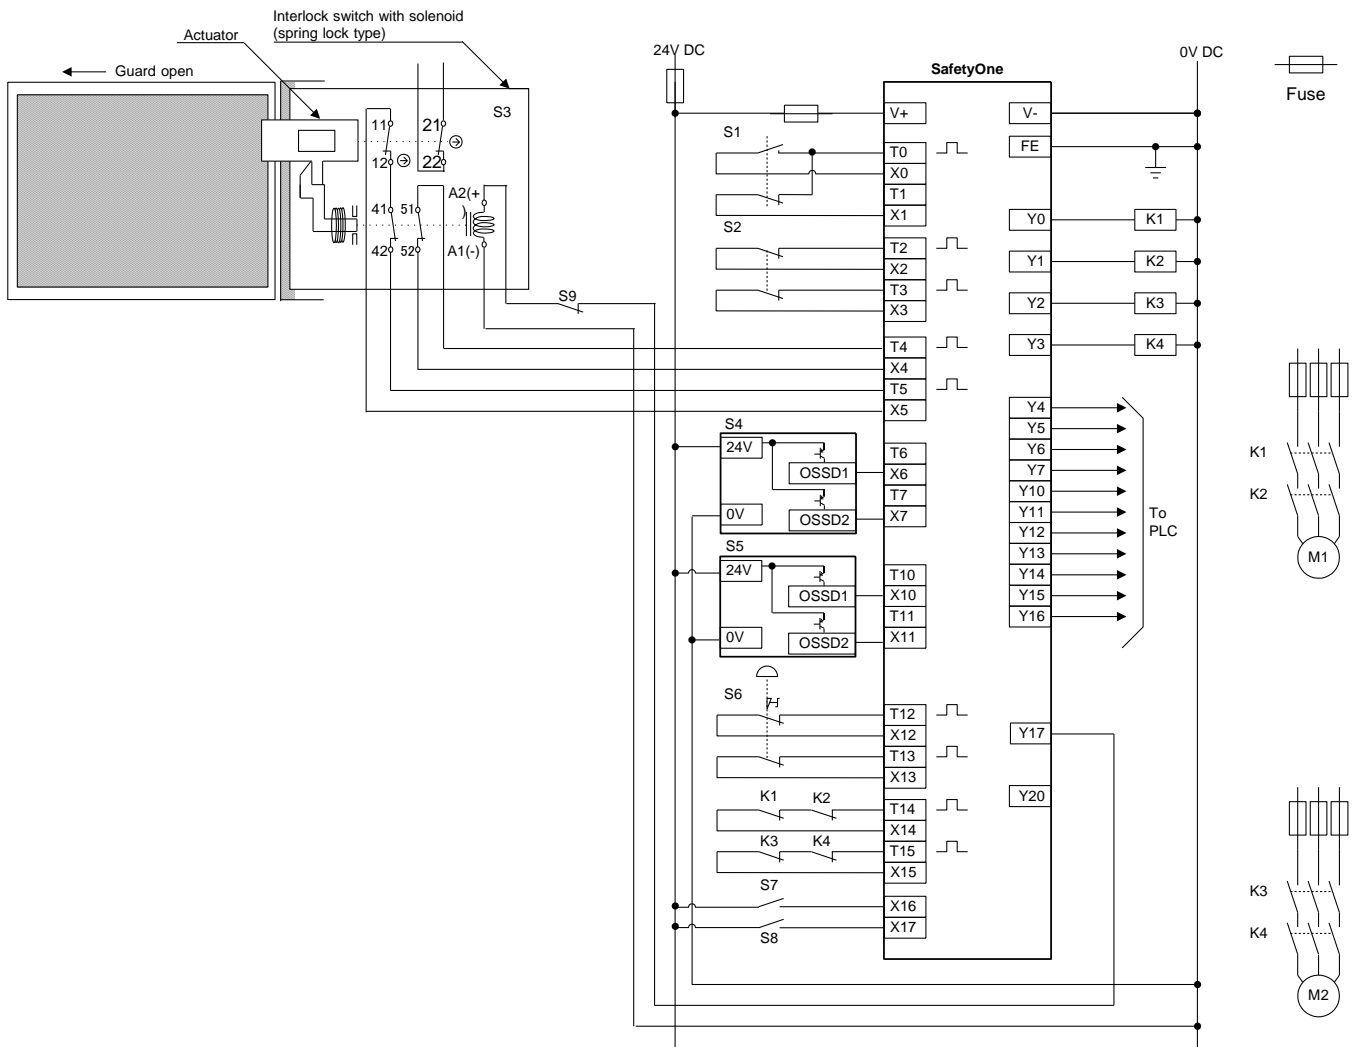 Interlock switch with solenoid
(spring lock type)
Actuator
Guard open
S3
11
21
12
22
41
51
42
52
A2(+
)
A1(-)
S9
24V DC
0V DC
SafetyOne
Fuse
V+
V-
FE
S1
T0
X0
T1
X1
S2
T2
X2
T3
X3
T4
X4
T5
X5
S4
24V
OSSD1
0V
OSSD2
T6
X6
T7
X7
S5
24V
OSSD1
0V
OSSD2
T10
X10
T11
X11
S6
T12
X12
T13
X13
K1
K2
T14
X14
K3
K4
T15
X15
S7
X16
S8
X17
Y0
K1
Y1
K2
Y2
K3
Y3
K4
Y4
Y5
Y6
Y7
Y10
Y11
Y12
Y13
Y14
Y15
Y16
To
PLC
Y17
Y20
K1
K2
M1
K3
K4
M2